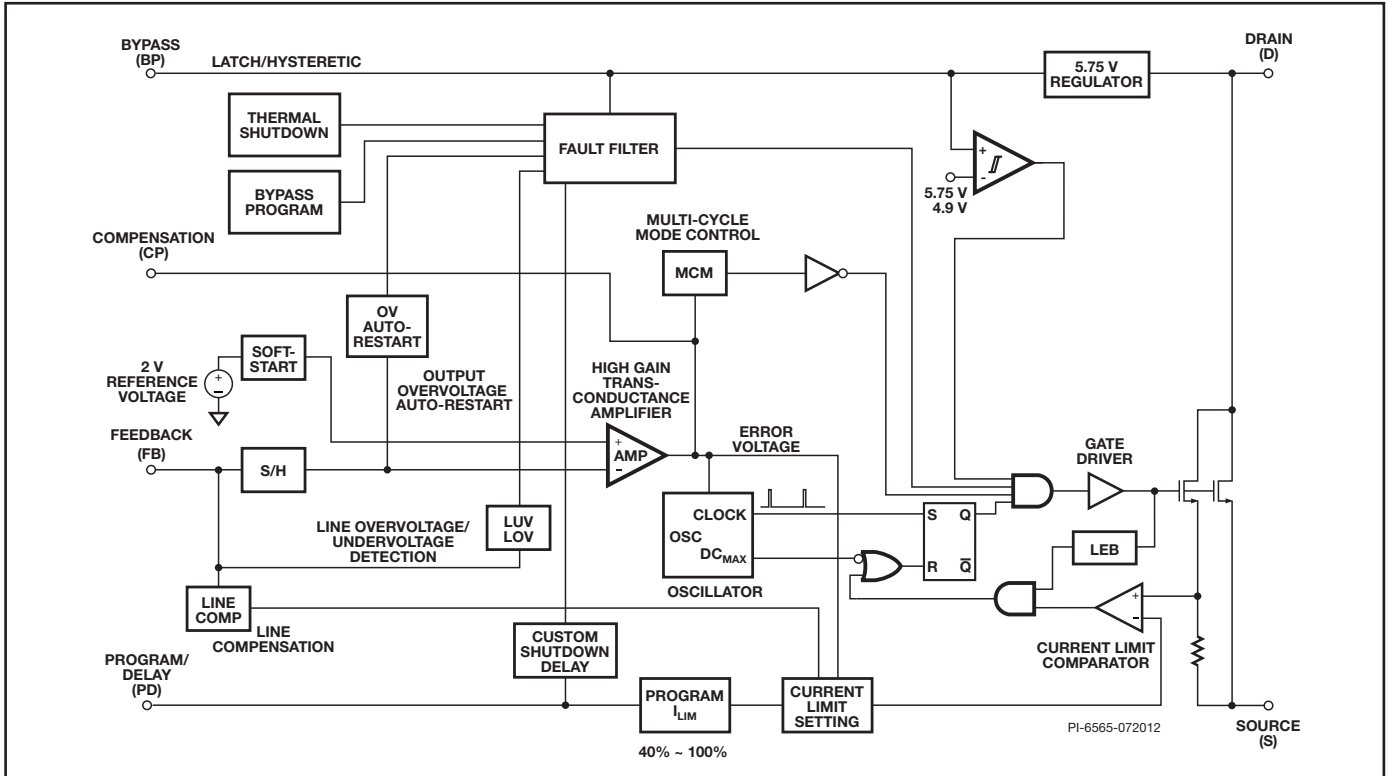 BYPASS
(BP)
LATCH/HYSTERETIC
DRAIN
(D)
5.75 V
REGULATOR
THERMAL
SHUTDOWN
FAULT FILTER
+
-
5.75 V
4.9 V
BYPASS
PROGRAM
COMPENSATION
(CP)
MULTI-CYCLE
MODE CONTROL
MCM
OV
AUTO-
RESTART
SOFT-
START
2 V
REFERENCE
VOLTAGE
+
–
OUTPUT
OVERVOLTAGE
AUTO-RESTART
HIGH GAIN
TRANS-
CONDUCTANCE
AMPLIFIER
+
AMP
–
ERROR
VOLTAGE
FEEDBACK
(FB)
S/H
GATE
DRIVER
LINE OVERVOLTAGE/
UNDERVOLTAGE
DETECTION
LUV
LOV
CLOCK
OSC
DCMAX
OSCILLATOR
S Q
R Q̅
LEB
LINE
COMP
LINE
COMPENSATION
+
–
CURRENT LIMIT
COMPARATOR
PROGRAM/
DELAY
(PD)
CUSTOM
SHUTDOWN
DELAY
PROGRAM
ILIM
40% ~ 100%
CURRENT
LIMIT
SETTING
PI-6565-072012
SOURCE
(S)